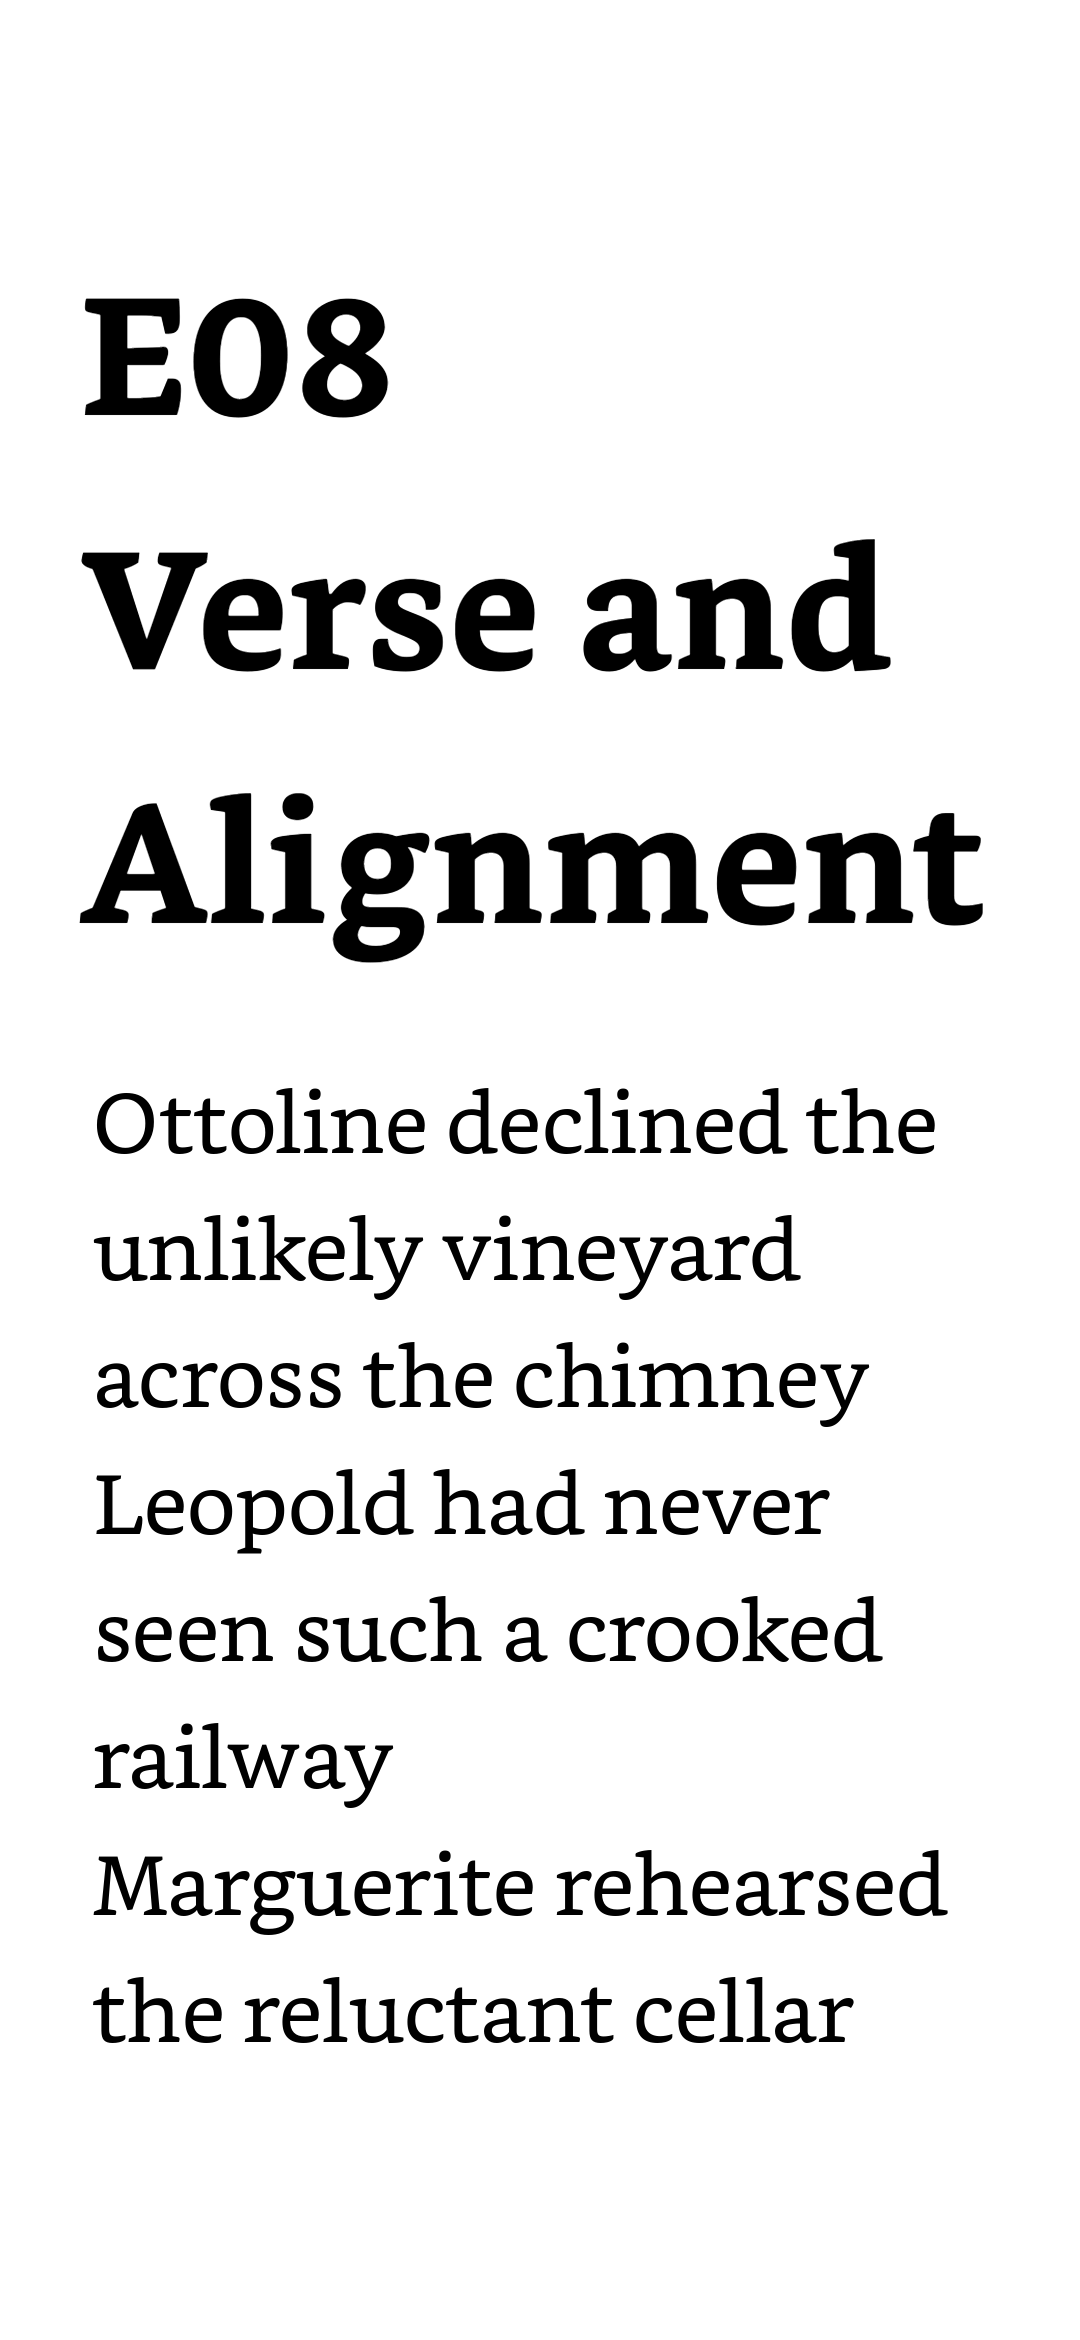 E08
Verse and
Alignment
Ottoline declined the
unlikely vineyard
across the chimney
Leopold had never
seen such a crooked
railway
Marguerite rehearsed
the reluctant cellar